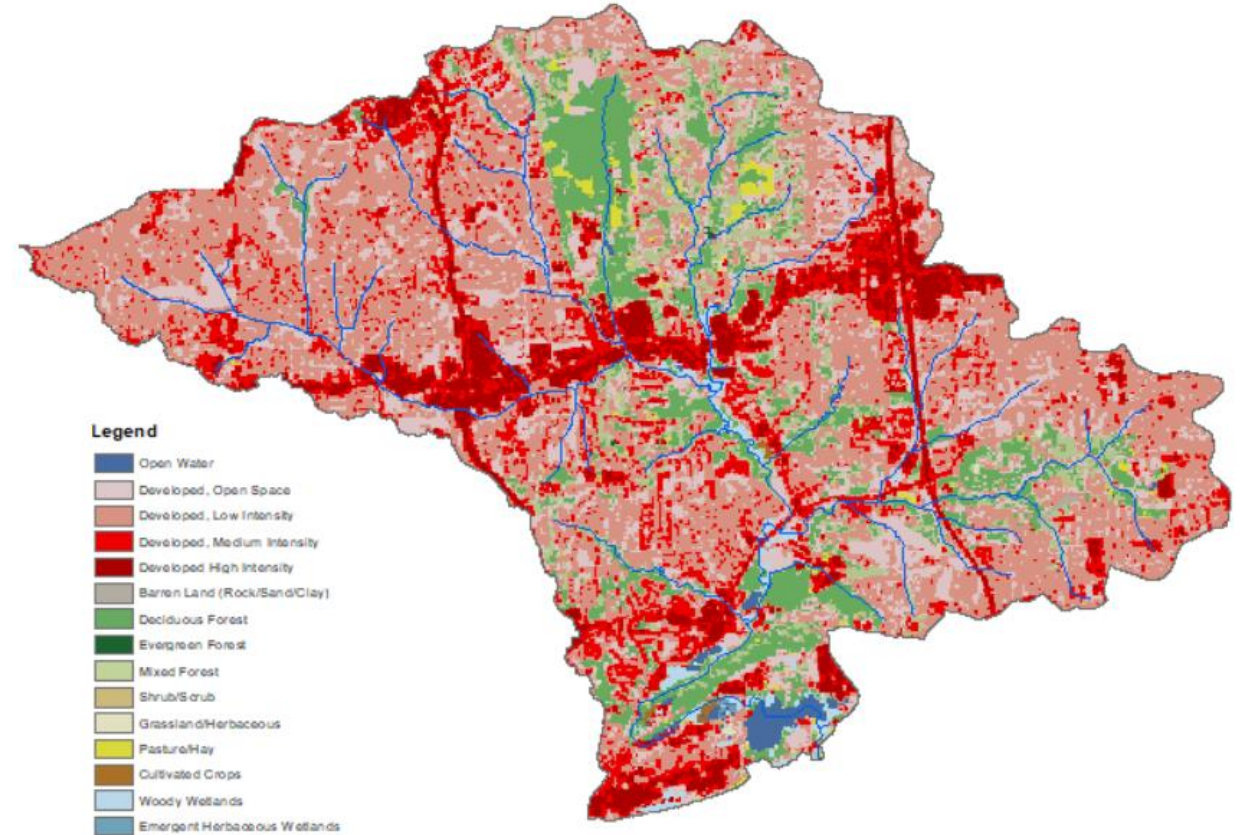 Legend
Open Water
Developed, Open Space
Developed, Low Intensity
Developed, Medium Intensity
Developed High Intensity
Barren Land (Rock/Sand/Clay)
Deciduous Forest
Evergreen Forest
Mixed Forest
Shrub/Scrub
Grassland/Herbaceous
Pasture/Hay
Cultivated Crops
Woody Wetlands
Emergent Herbaceous Wetlands